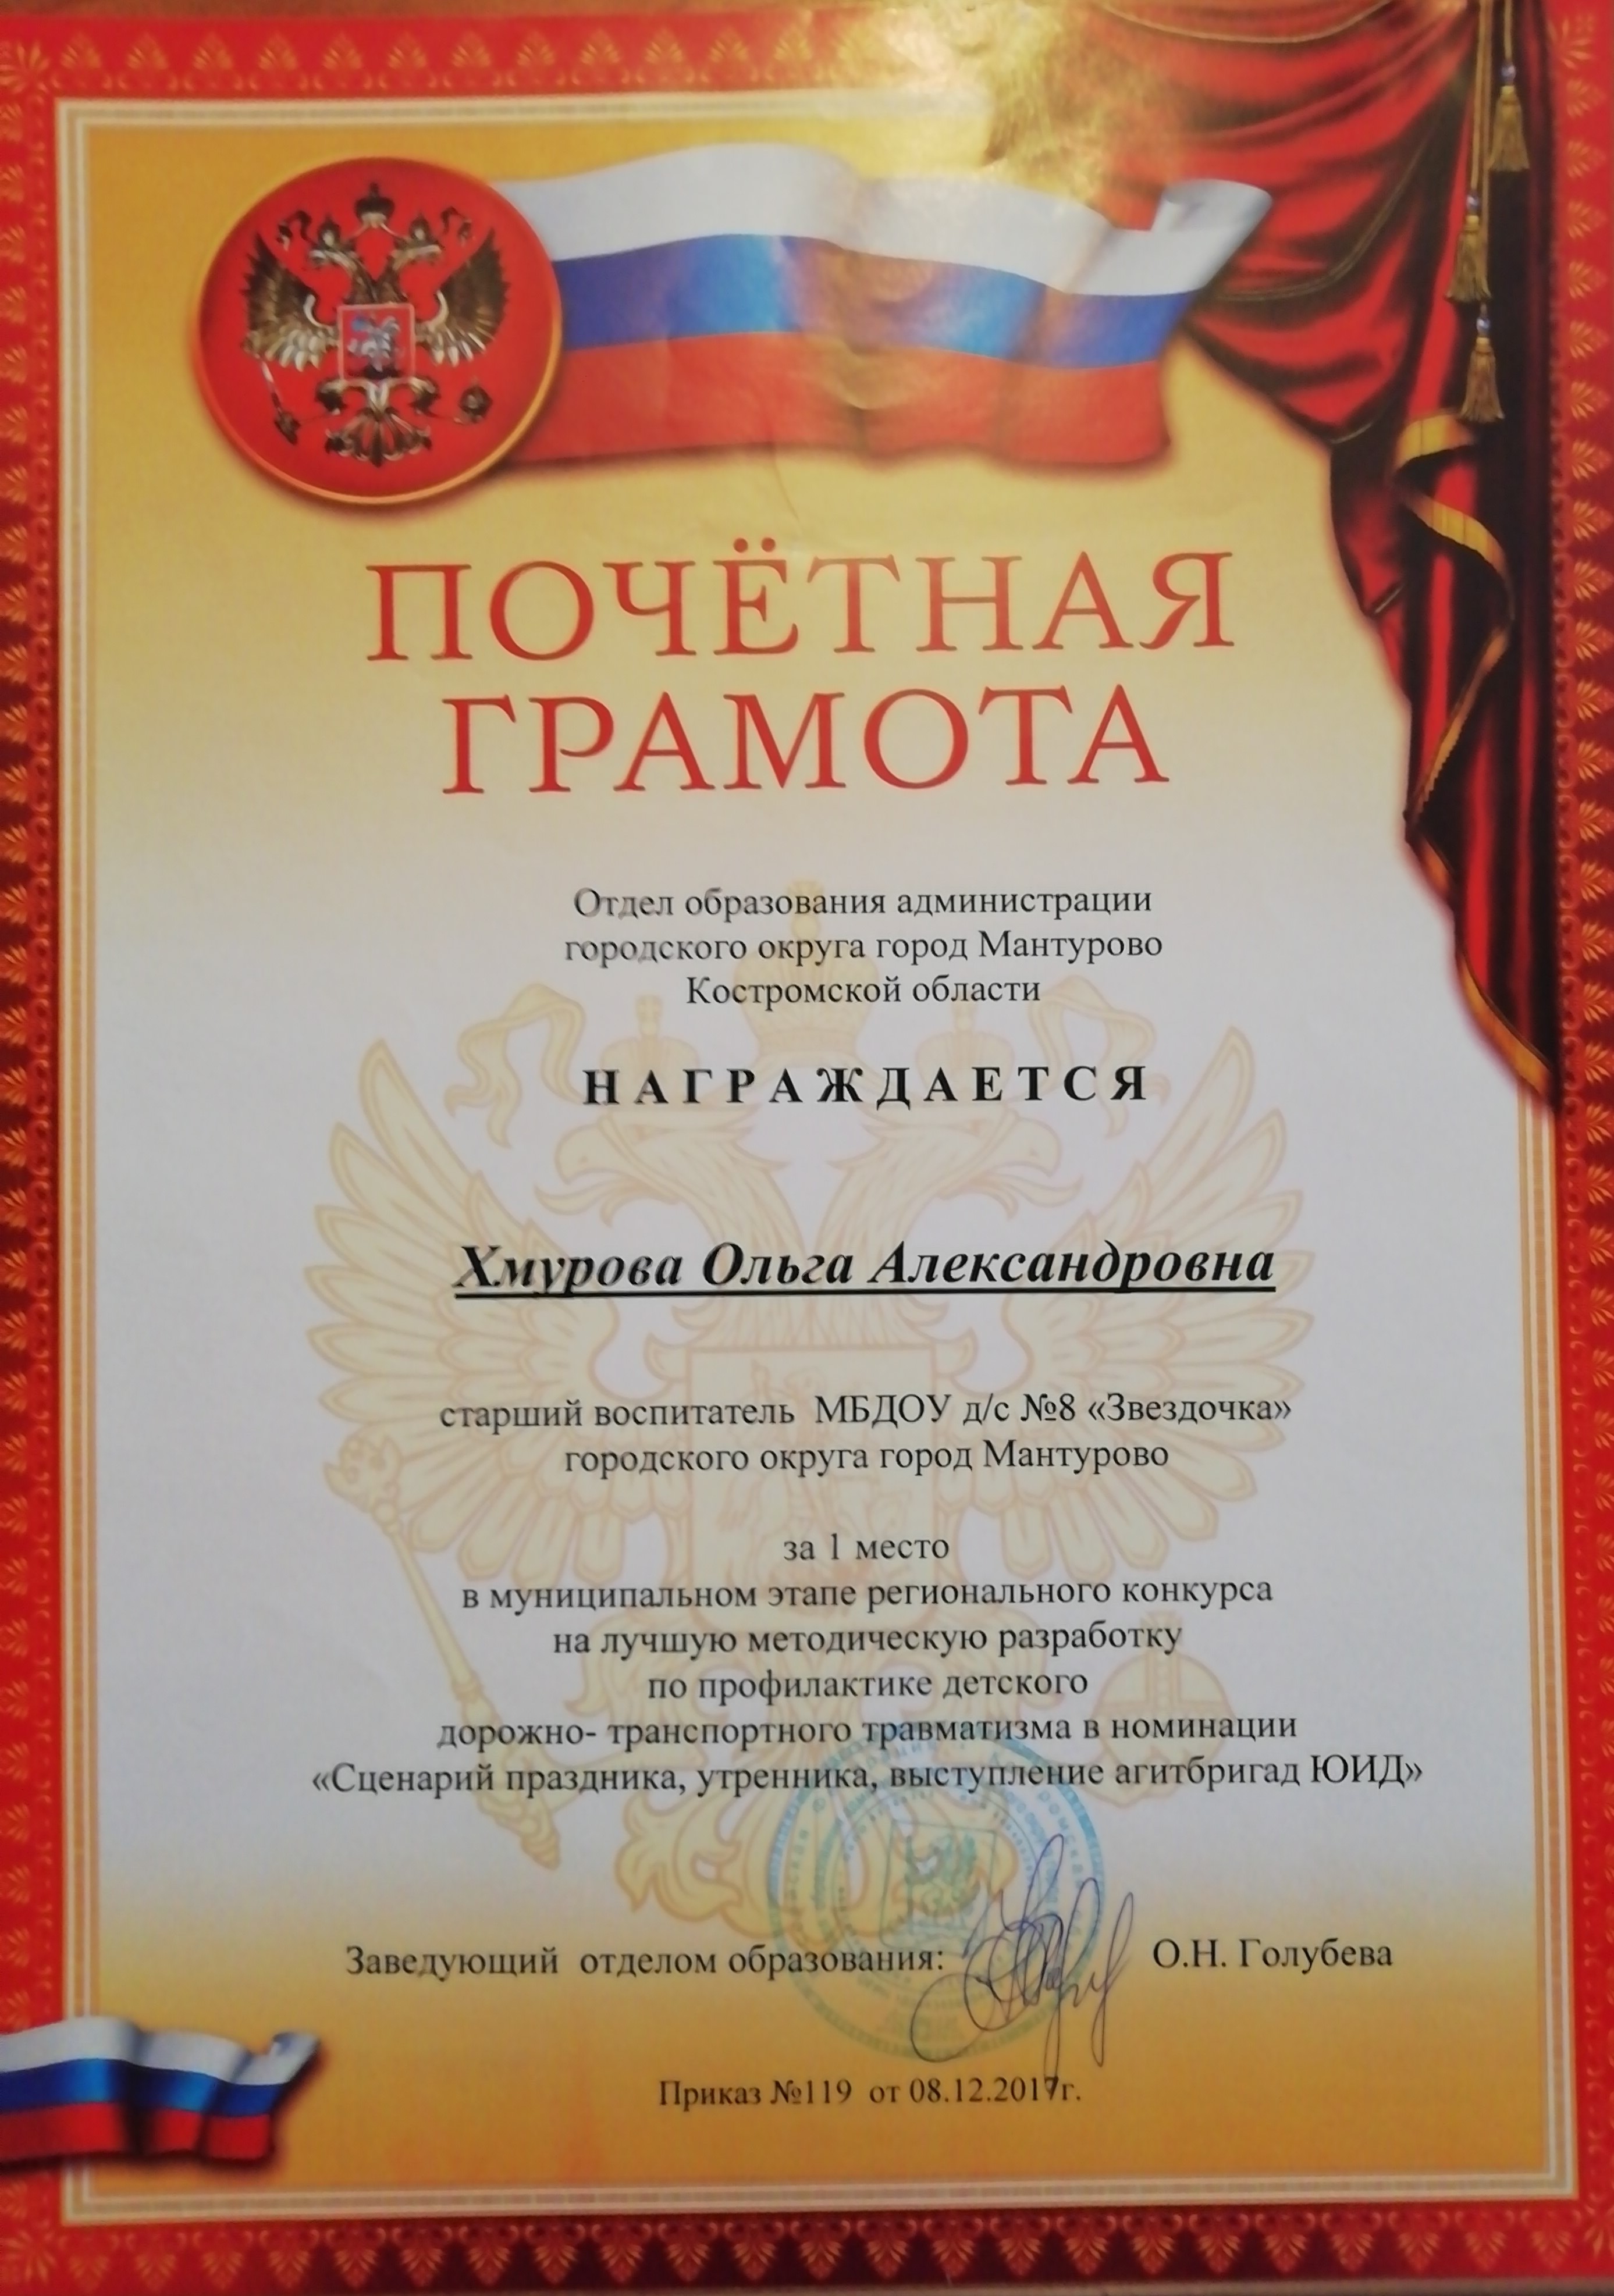 ПОЧЁТНАЯ
ГРАМОТА
Отдел образования администрации
городского округа город Мантурово
Костромской области
НАГРАЖДАЕТСЯ
Хмурова Ольга Александровна
старший воспитатель МБДОУ д/с №8 «Звездочка»
городского округа город Мантурово
за 1 место
в муниципальном этапе регионального конкурса
на лучшую методическую разработку
по профилактике детского
дорожно- транспортного травматизма в номинации
«Сценарий праздника, утренника, выступление агитбригад ЮИД»
Заведующий отделом образования: О.Н. Голубева
Приказ №119 от 08.12.2017г.